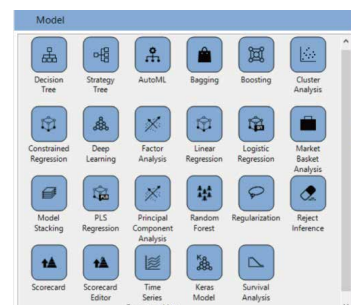 Model
Decision Tree
Strategy Tree
AutoML
Bagging
Boosting
Cluster Analysis
Constrained Regression
Deep Learning
Factor Analysis
Linear Regression
Logistic Regression
Market Basket Analysis
Model Stacking
PLS Regression
Principal Component Analysis
Random Forest
Regularization
Reject Inference
Scorecard
Scorecard Editor
Time Series
Keras Model
Survival Analysis